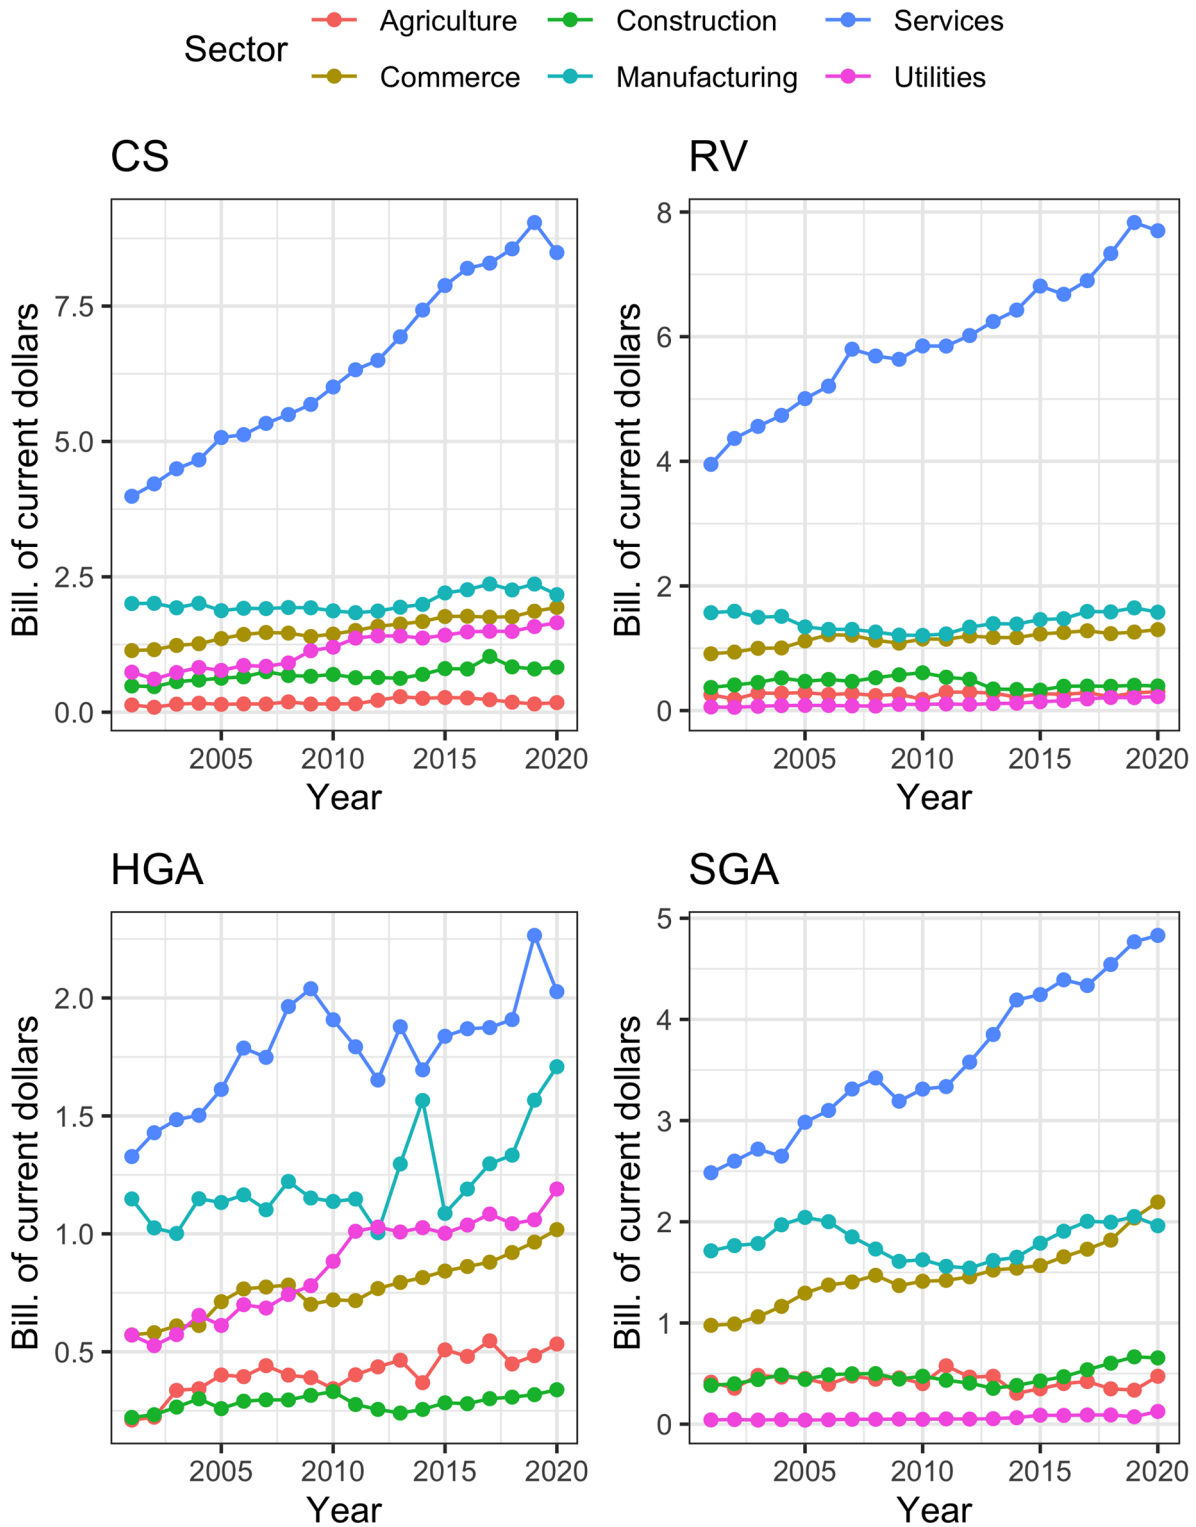 Sector
Agriculture
Construction
Services
Commerce
Manufacturing
Utilities
CS
Bill. of current dollars
7.5
5.0
2.5
0.0
2005 2010 2015 2020
Year
RV
Bill. of current dollars
8
6
4
2
0
2005 2010 2015 2020
Year
HGA
Bill. of current dollars
2.0
1.5
1.0
0.5
2005 2010 2015 2020
Year
SGA
Bill. of current dollars
5
4
3
2
1
0
2005 2010 2015 2020
Year